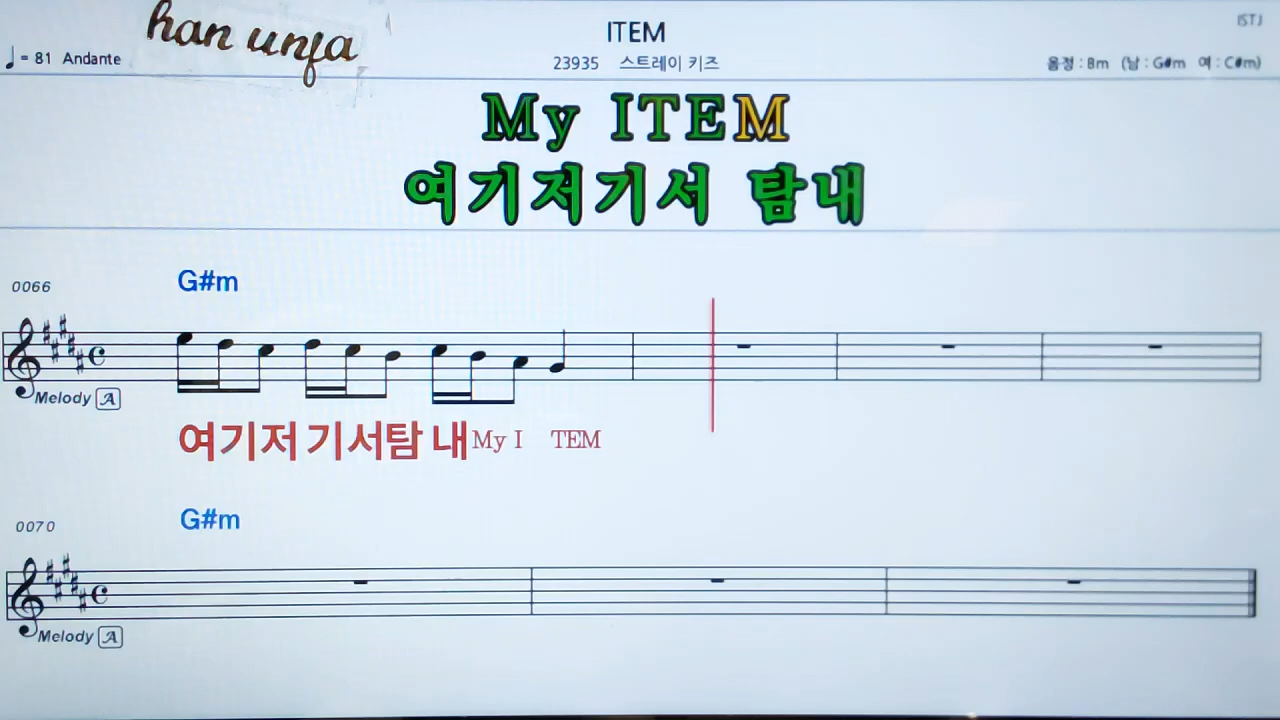 han unja
ITEM
ISTJ
♩ = 81 Andante
23935 스트레이 키즈
음정 : Bm (남 : G#m 여 : C#m)
My ITEM
여기저기서 탐내
0066
G#m
Melody A
여기저 기서탐 내My I TEM
0070
G#m
Melody A